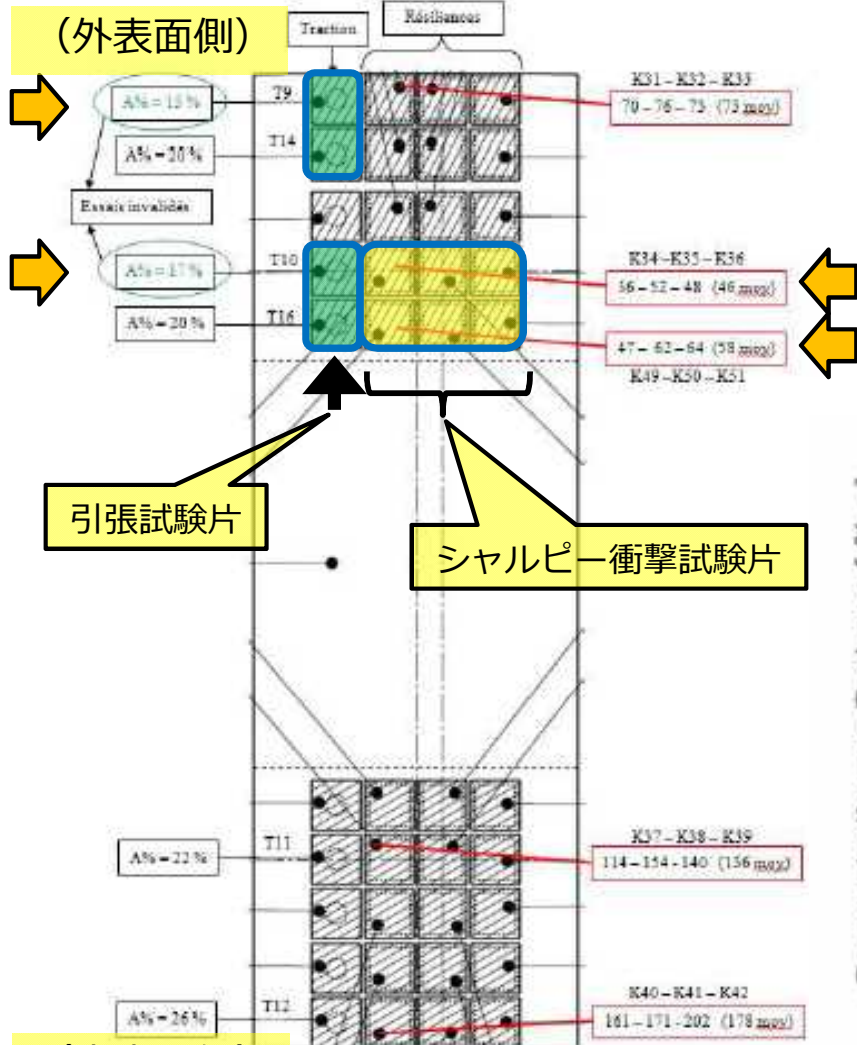 （外表面側）
Traction
Résiliences
A% = 15 %
T9
K31 – K32 – K33
70 – 76 – 73 (73 moy)
T14
A% = 20 %
Essais invalidés
A% = 17 %
T10
K34 – K35 – K36
36 – 52 – 48 (46 moy)
A% = 20 %
T16
47 – 62 – 64 (58 moy)
K49 – K50 – K51
引張試験片
シャルピー衝撃試験片
T11
K37 – K38 – K39
A% = 22 %
114 – 154 - 140 (136 moy)
T12
K40 – K41 – K42
A% = 26 %
161 – 171 – 202 (178 moy)